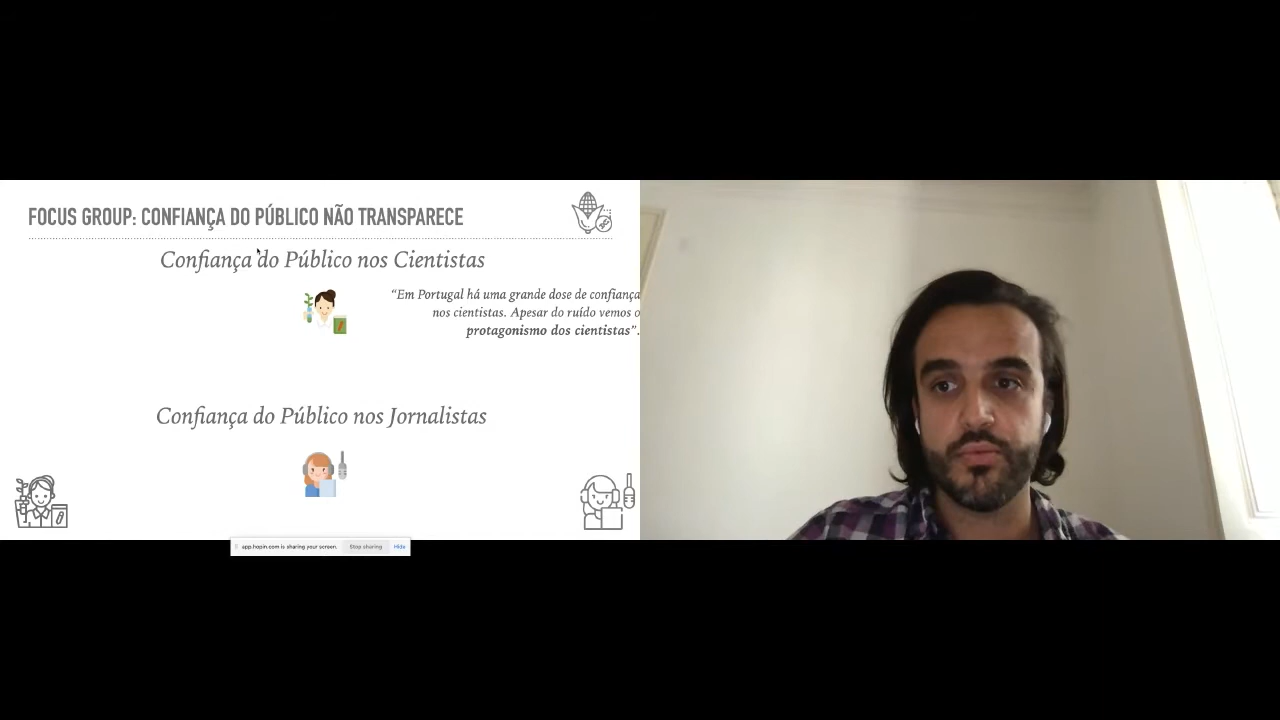 FOCUS GROUP: CONFIANÇA DO PÚBLICO NÃO TRANSPARECE
Confiança do Público nos Cientistas
“Em Portugal há uma grande dose de confiança
nos cientistas. Apesar do ruído vemos o
protagonismo dos cientistas”.
Confiança do Público nos Jornalistas
app.hopin.com is sharing your screen.
Stop sharing
Hide